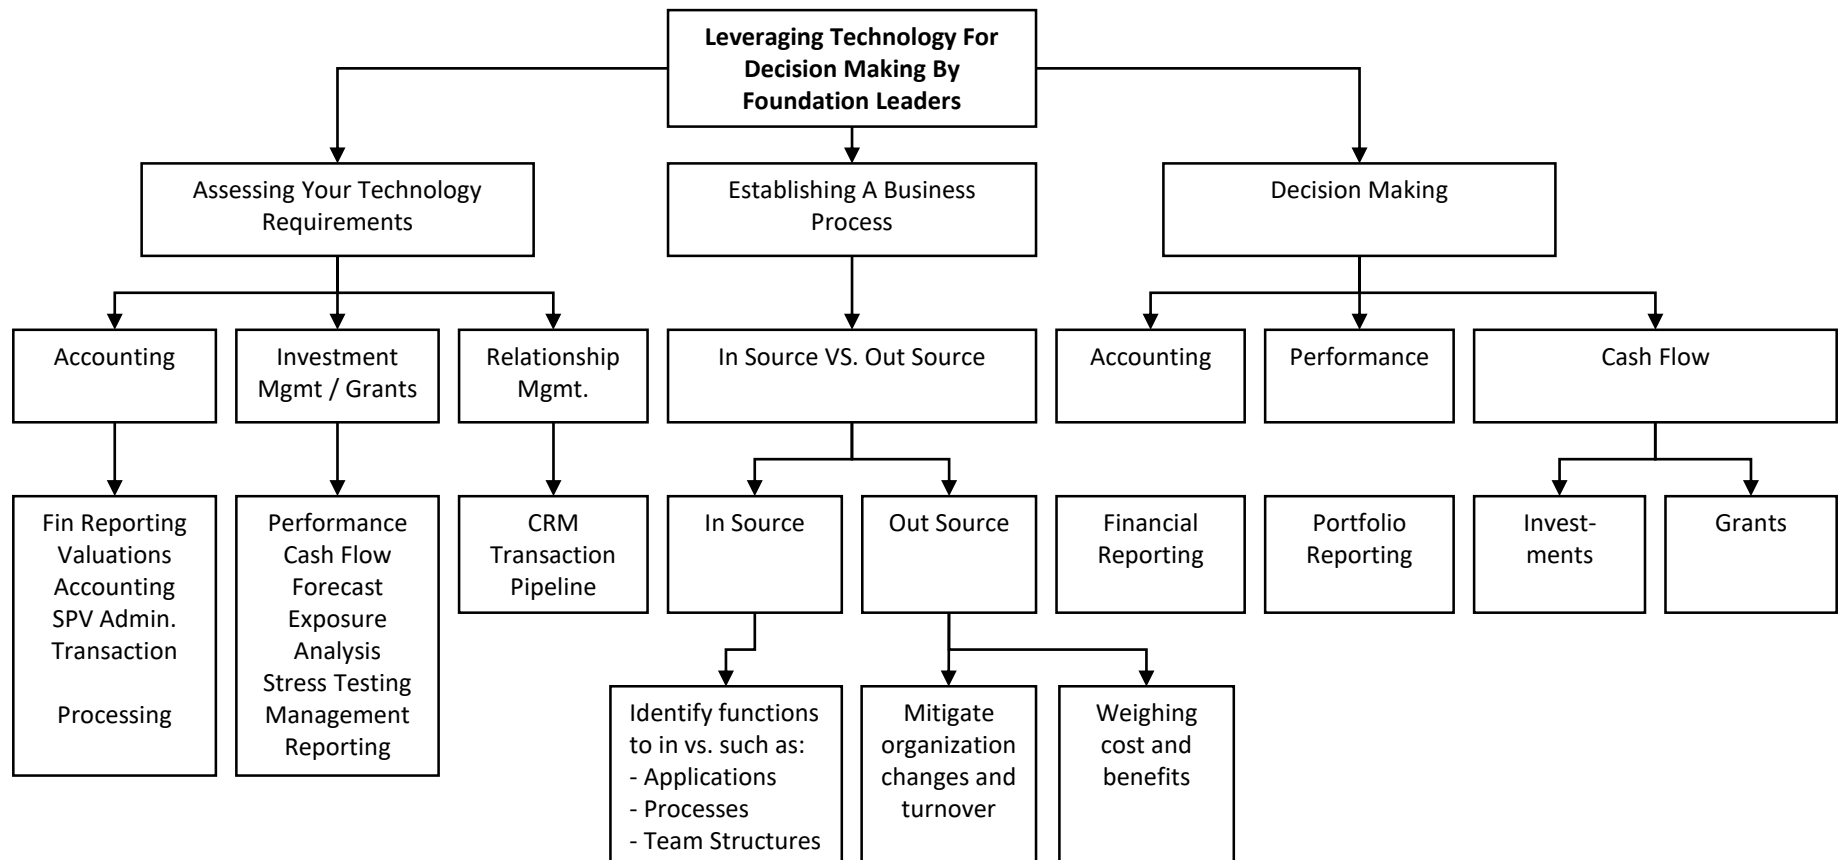 Leveraging Technology For
Decision Making By
Foundation Leaders
Assessing Your Technology
Requirements
Establishing A Business
Process
Decision Making
Accounting
Investment
Mgmt / Grants
Relationship
Mgmt.
In Source VS. Out Source
Accounting
Performance
Cash Flow
Fin Reporting
Valuations
Accounting
SPV Admin.
Transaction
Processing
Performance
Cash Flow
Forecast
Exposure
Analysis
Stress Testing
Management
Reporting
CRM
Transaction
Pipeline
In Source
Out Source
Financial
Reporting
Portfolio
Reporting
Invest-
ments
Grants
Identify functions
to in vs. such as:
- Applications
- Processes
- Team Structures
Mitigate
organization
changes and
turnover
Weighing
cost and
benefits